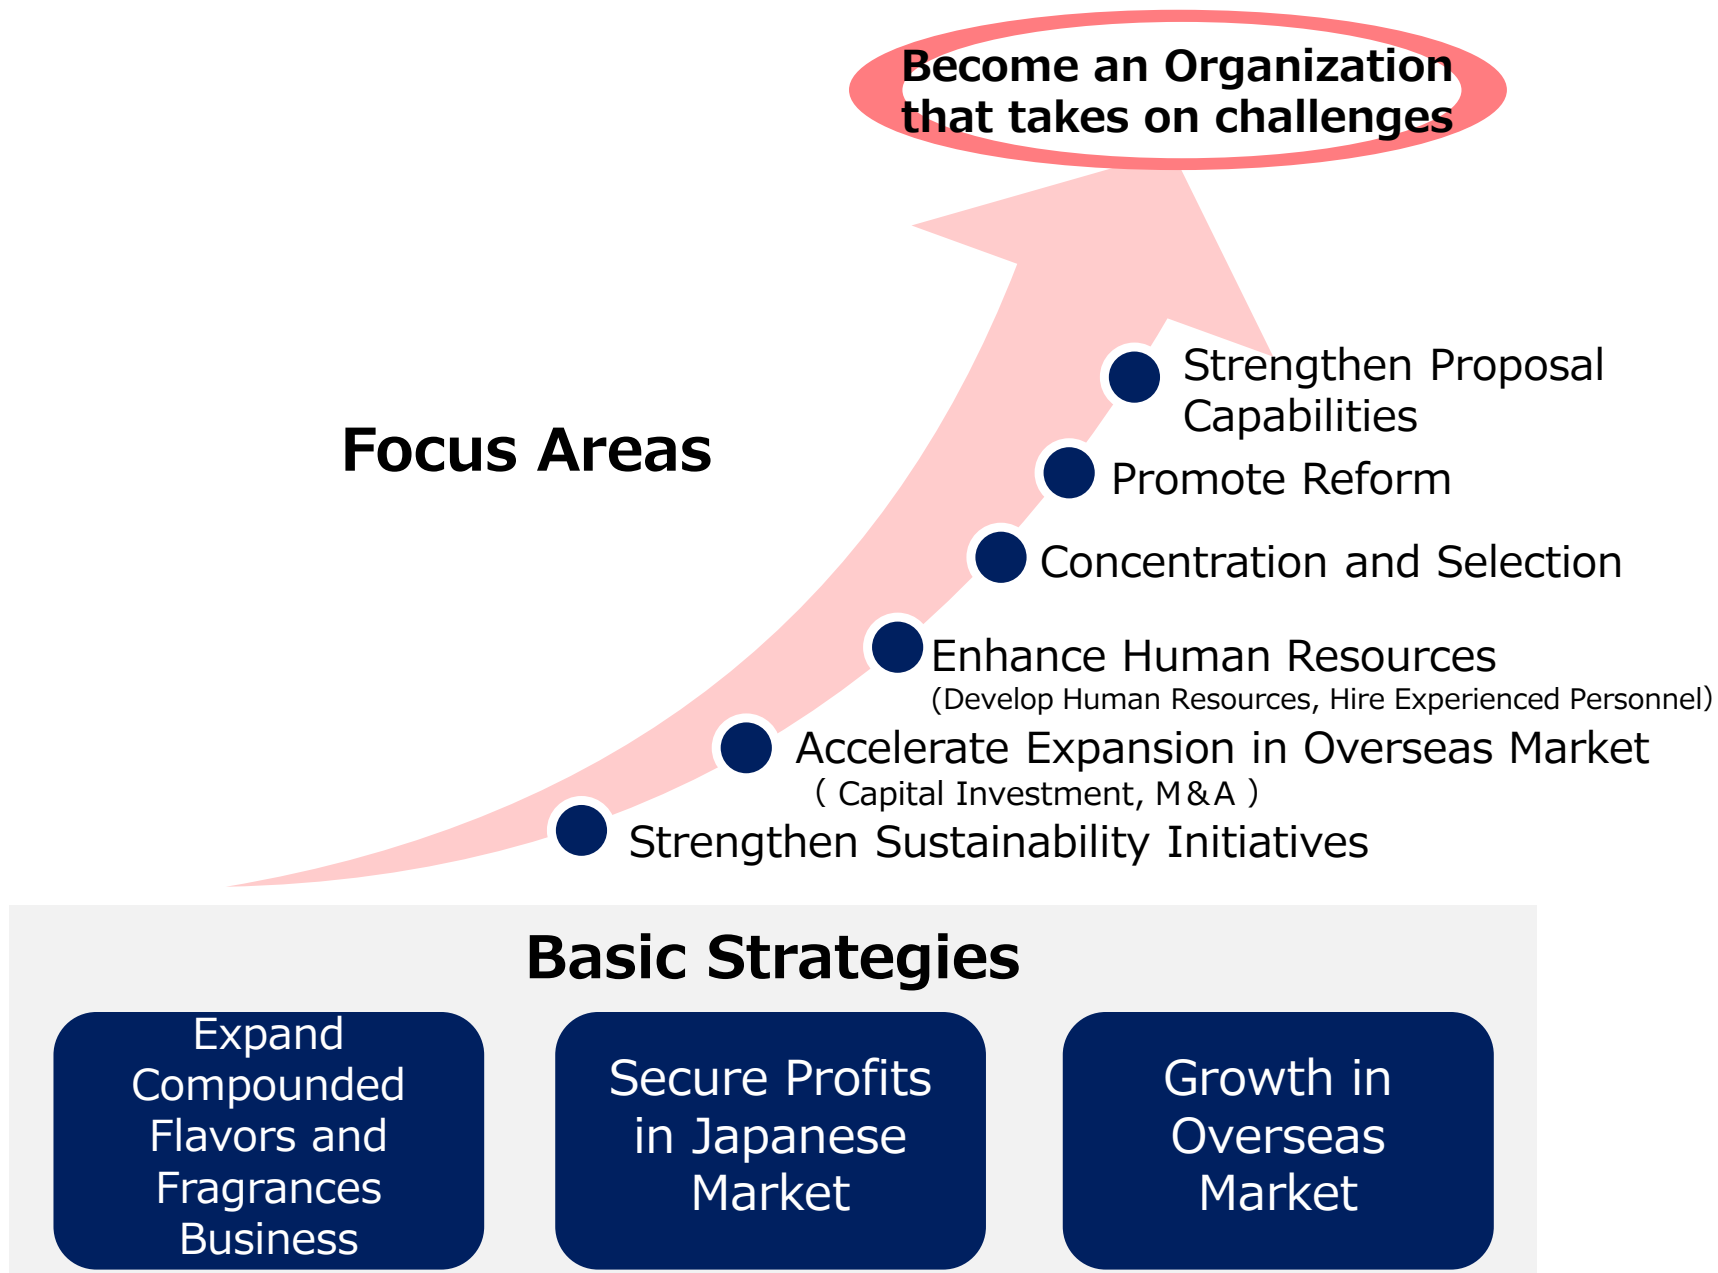 Become an Organization
that takes on challenges
Focus Areas
Strengthen Proposal
Capabilities
Promote Reform
Concentration and Selection
Enhance Human Resources
(Develop Human Resources, Hire Experienced Personnel）
Accelerate Expansion in Overseas Market
（ Capital Investment, M＆A ）
Strengthen Sustainability Initiatives
Basic Strategies
Expand
Compounded
Flavors and
Fragrances
Business
Secure Profits
in Japanese
Market
Growth in
Overseas
Market